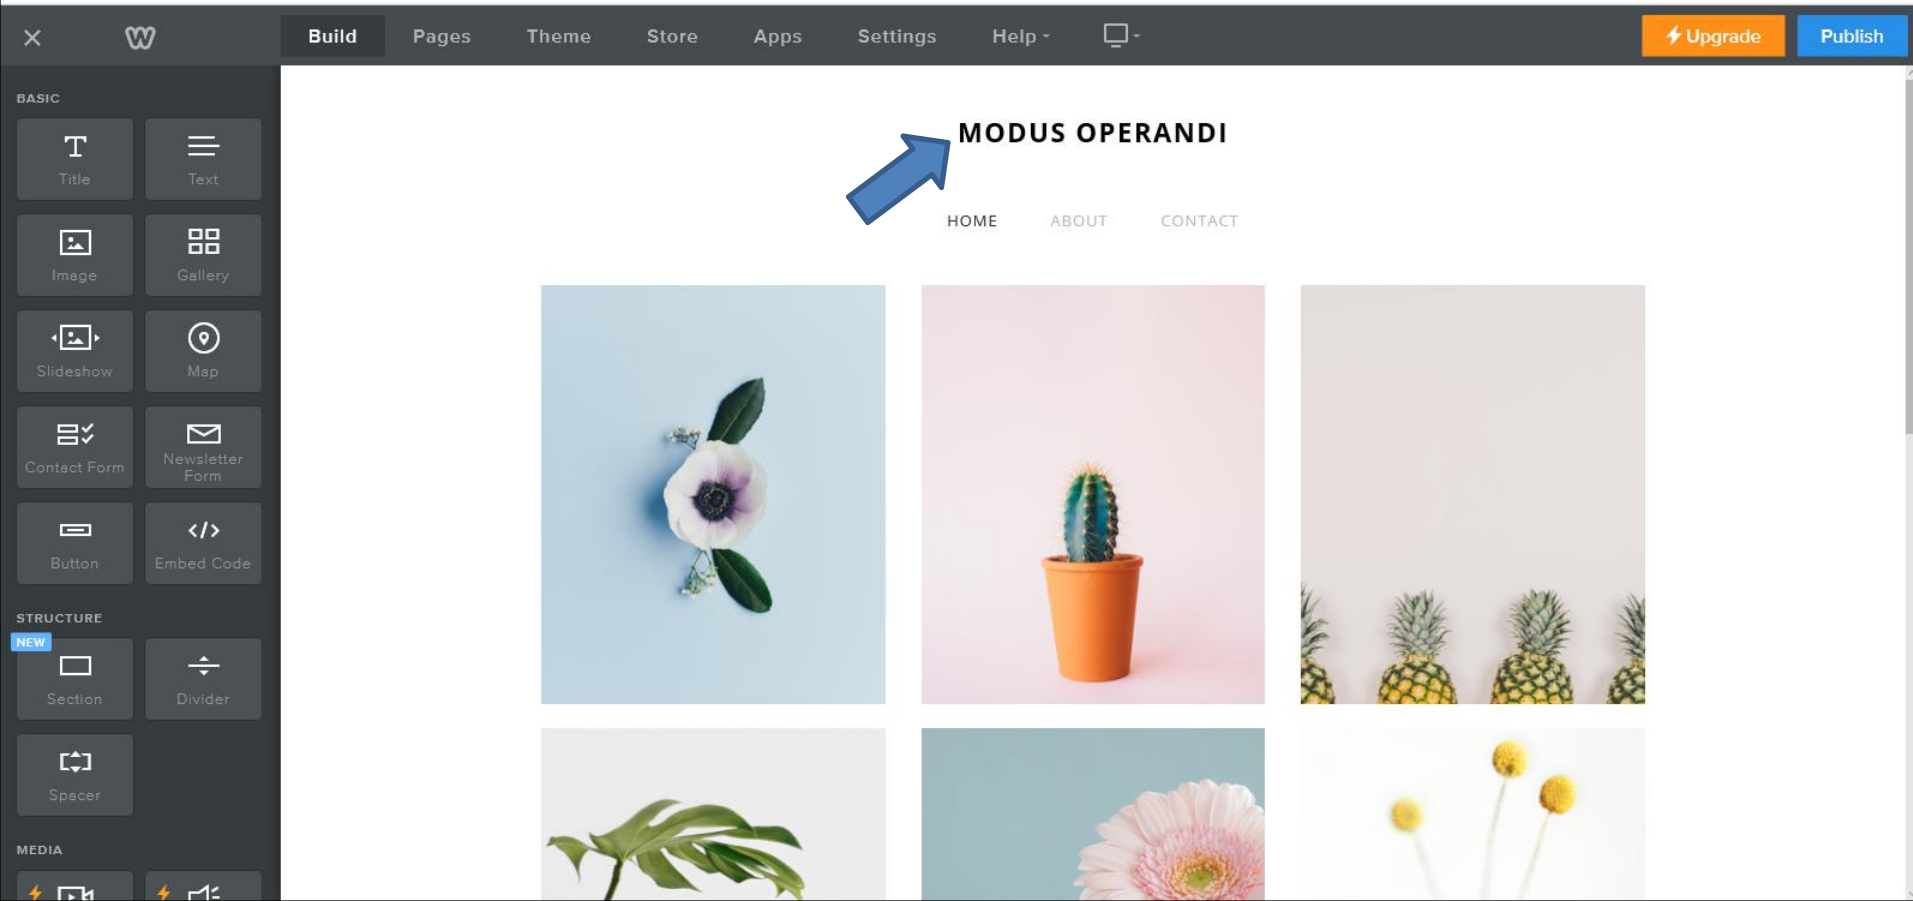 Build Pages Theme Store Apps Settings Help Upgrade Publish
BASIC
Title Text
Image Gallery
Slideshow Map
Contact Form Newsletter Form
Button Embed Code
STRUCTURE
NEW
Section Divider
Spacer
MEDIA
MODUS OPERANDI
HOME ABOUT CONTACT